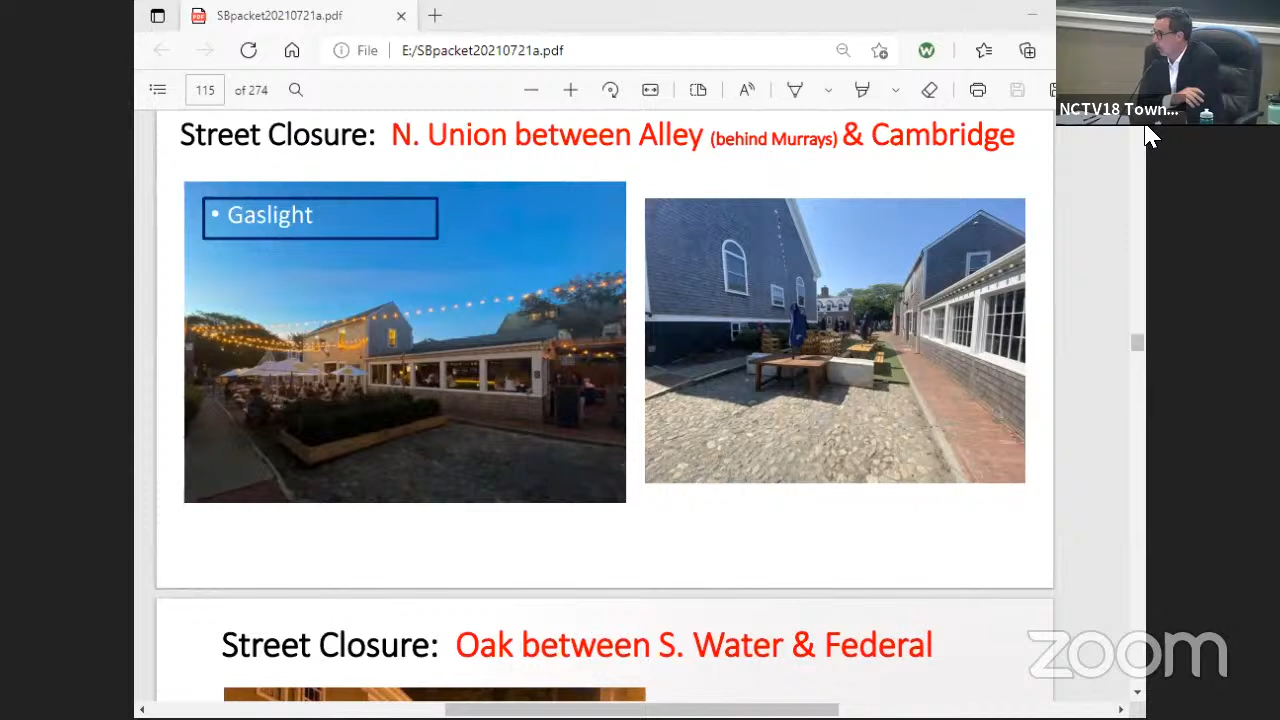 SBpacket20210721a.pdf
File E:/SBpacket20210721a.pdf
115 of 274
NCTV18 Town...
Street Closure: N. Union between Alley (behind Murrays) & Cambridge
• Gaslight
Street Closure: Oak between S. Water & Federal
zoom